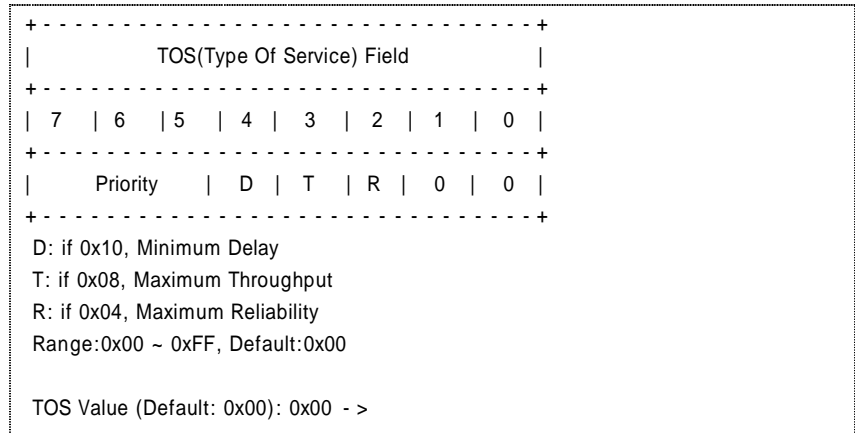 + - - - - - - - - - - - - - - - - - - - - - - - - - - - - - - - +
| TOS(Type Of Service) Field |
+ - - - - - - - - - - - - - - - - - - - - - - - - - - - - - - - +
| 7 | 6 | 5 | 4 | 3 | 2 | 1 | 0 |
+ - - - - - - - - - - - - - - - - - - - - - - - - - - - - - - - +
| Priority | D | T | R | 0 | 0 |
+ - - - - - - - - - - - - - - - - - - - - - - - - - - - - - - - +
D: if 0x10, Minimum Delay
T: if 0x08, Maximum Throughput
R: if 0x04, Maximum Reliability
Range:0x00 ~ 0xFF, Default:0x00
TOS Value (Default: 0x00): 0x00 - >